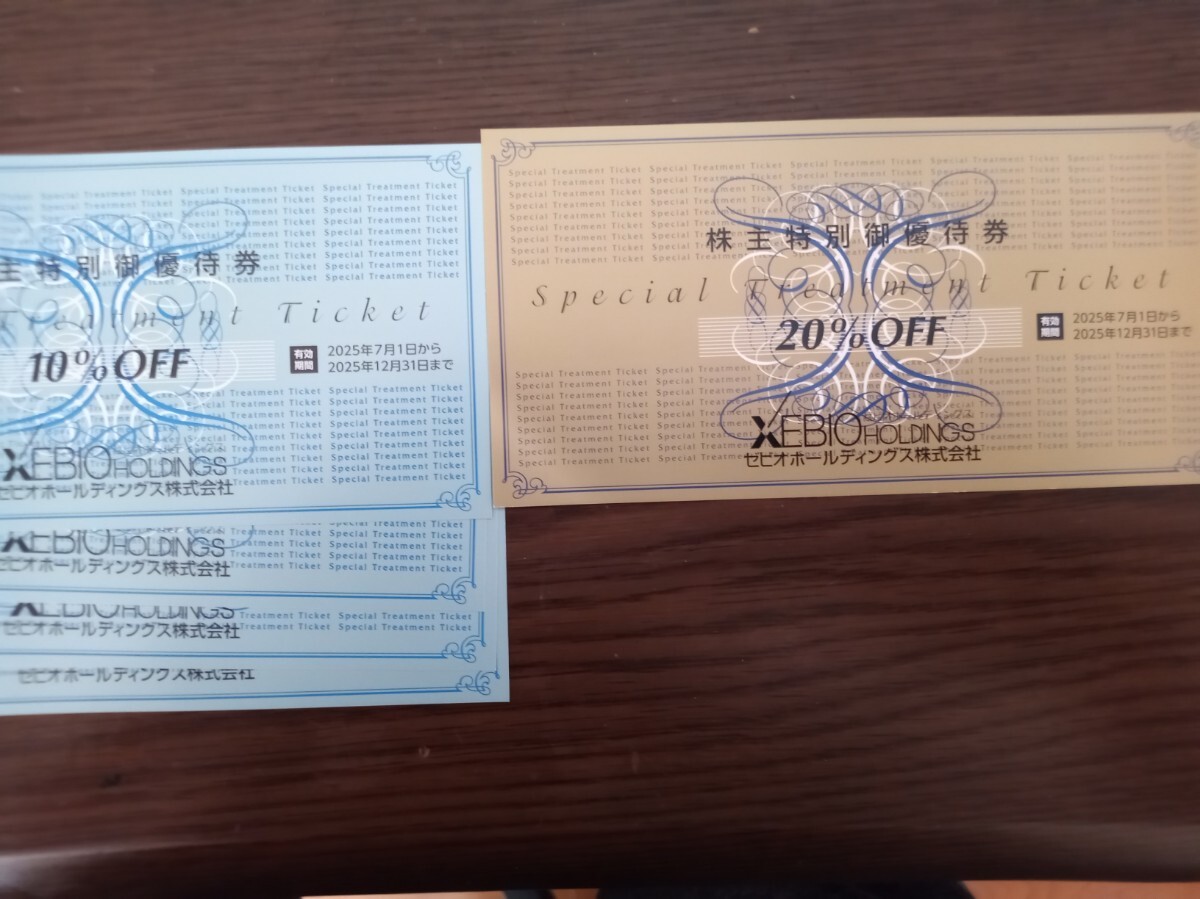 主特別御優待券
Treatment Ticket
10%OFF
有効期間
2025年7月1日から
2025年12月31日まで
XEBIO HOLDINGS
ゼビオホールディングス株式会社
XEBIO HOLDINGS
ゼビオホールディングス株式会社
XEBIO HOLDINGS
ゼビオホールディングス株式会社
ゼビオホールディングス株式会社
株主特別御優待券
Special Treatment Ticket
20%OFF
有効期間
2025年7月1日から
2025年12月31日まで
XEBIO HOLDINGS
ゼビオホールディングス株式会社